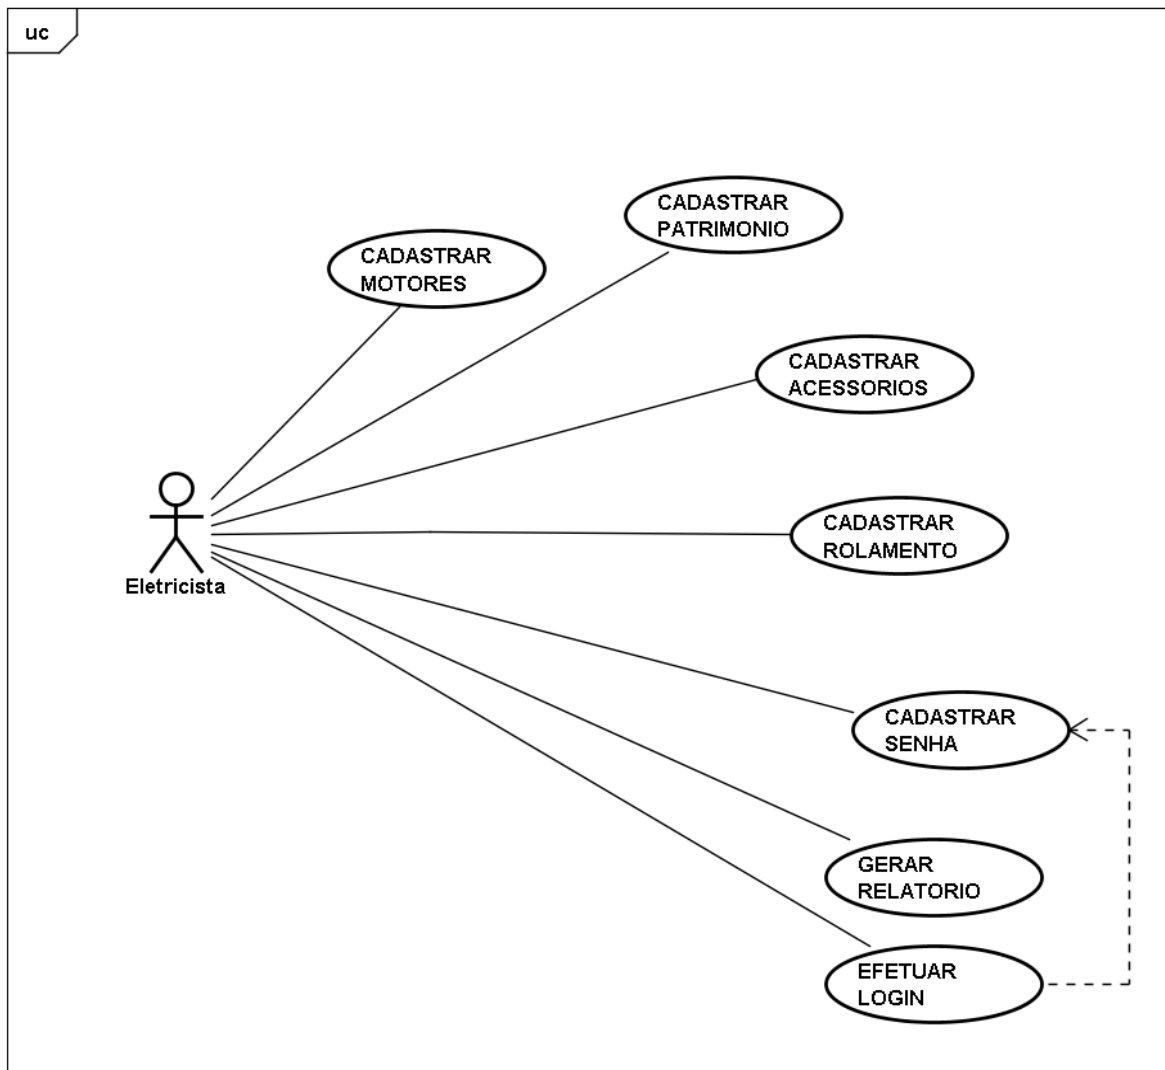 uc
CADASTRAR
PATRIMONIO
CADASTRAR
MOTORES
CADASTRAR
ACESSORIOS
CADASTRAR
ROLAMENTO
Eletricista
CADASTRAR
SENHA
GERAR
RELATORIO
EFETUAR
LOGIN